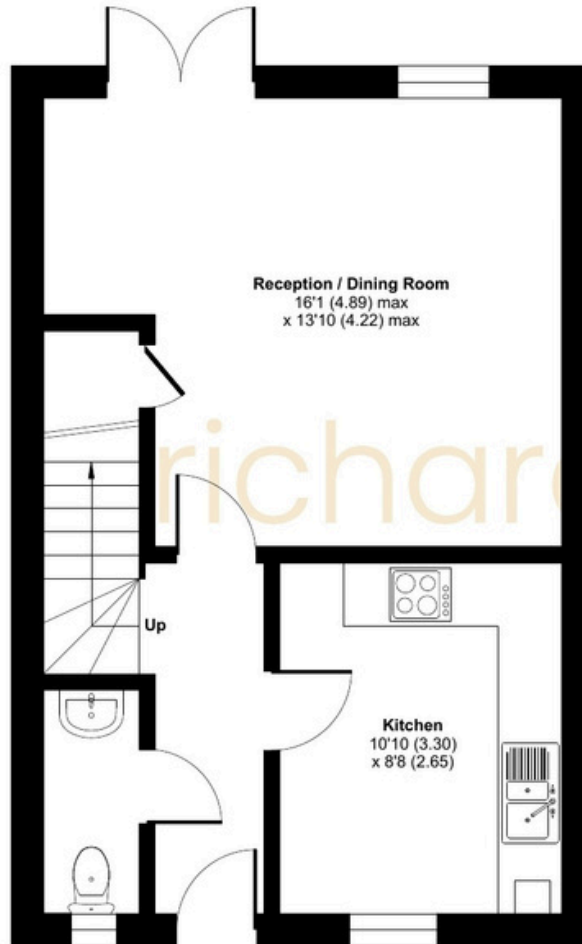 Reception / Dining Room
16'1 (4.89) max
x 13'10 (4.22) max
richard
Up
Kitchen
10'10 (3.30)
x 8'8 (2.65)